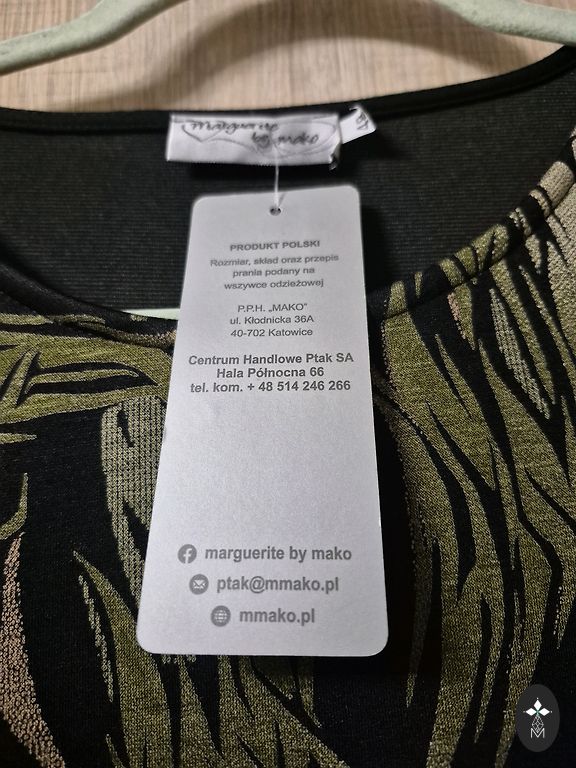 marguerite
by mako
PRODUKT POLSKI
Rozmiar, skład oraz przepis
prania podany na
wszywce odzieżowej
P.P.H. „MAKO"
ul. Kłodnicka 36A
40-702 Katowice
Centrum Handlowe Ptak SA
Hala Północna 66
tel. kom. + 48 514 246 266
marguerite by mako
ptak@mmako.pl
mmako.pl